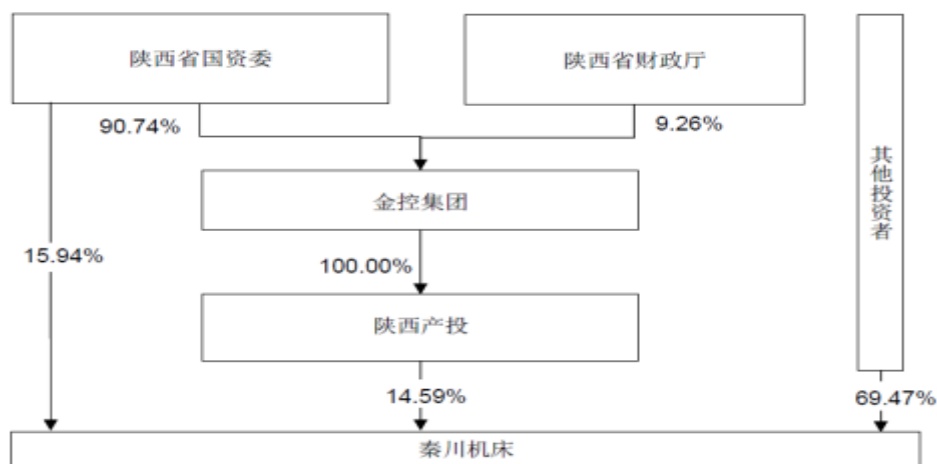 陕西省国资委
陕西省财政厅
90.74%
9.26%
其他投资者
金控集团
15.94%
100.00%
陕西产投
14.59%
69.47%
秦川机床